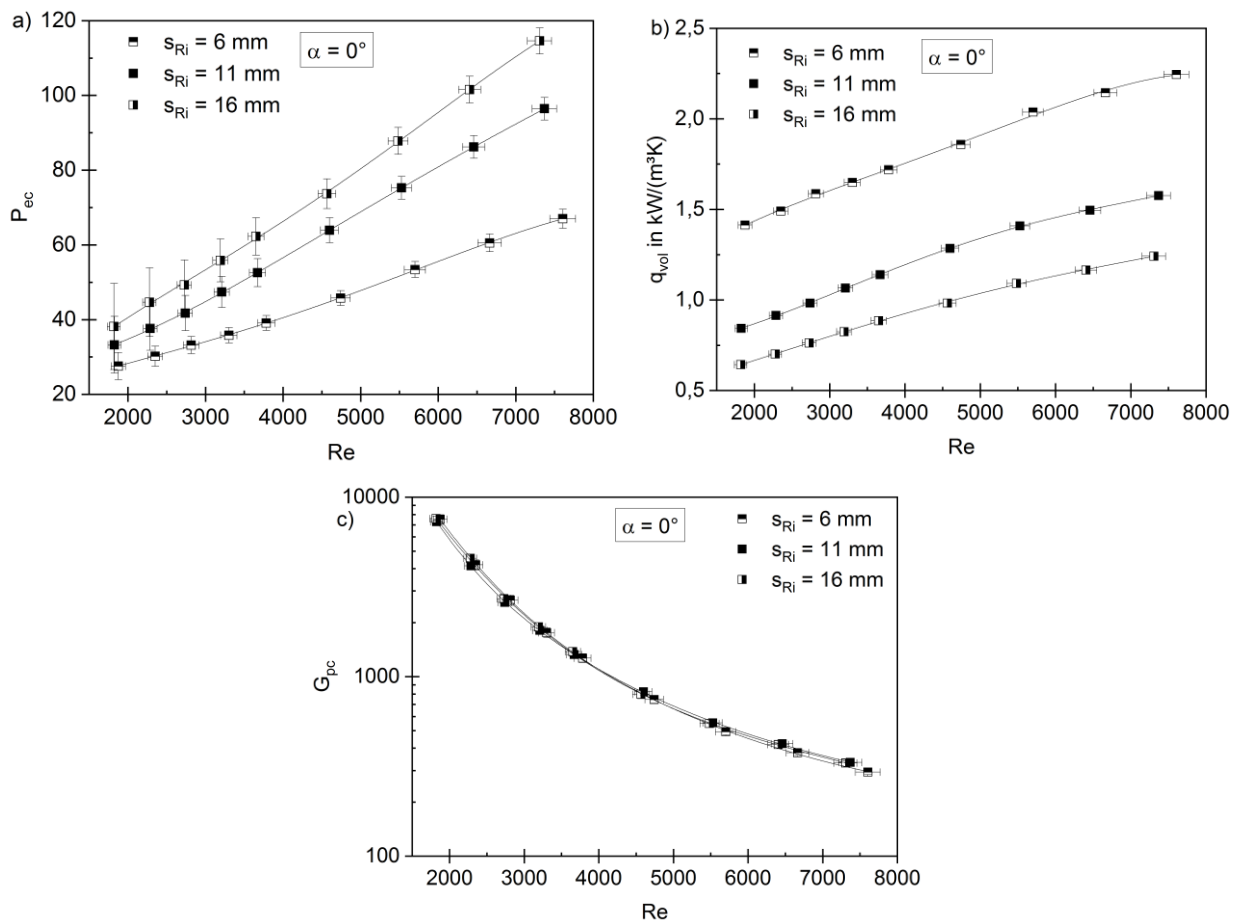 a)
120
100
80
60
40
20
P_ec
s_Ri = 6 mm
s_Ri = 11 mm
s_Ri = 16 mm
α = 0°
2000 3000 4000 5000 6000 7000 8000
Re
b)
2,5
2,0
1,5
1,0
0,5
q_vol in kW/(m³K)
s_Ri = 6 mm
s_Ri = 11 mm
s_Ri = 16 mm
α = 0°
2000 3000 4000 5000 6000 7000 8000
Re
c)
10000
1000
100
G_pc
α = 0°
s_Ri = 6 mm
s_Ri = 11 mm
s_Ri = 16 mm
2000 3000 4000 5000 6000 7000 8000
Re